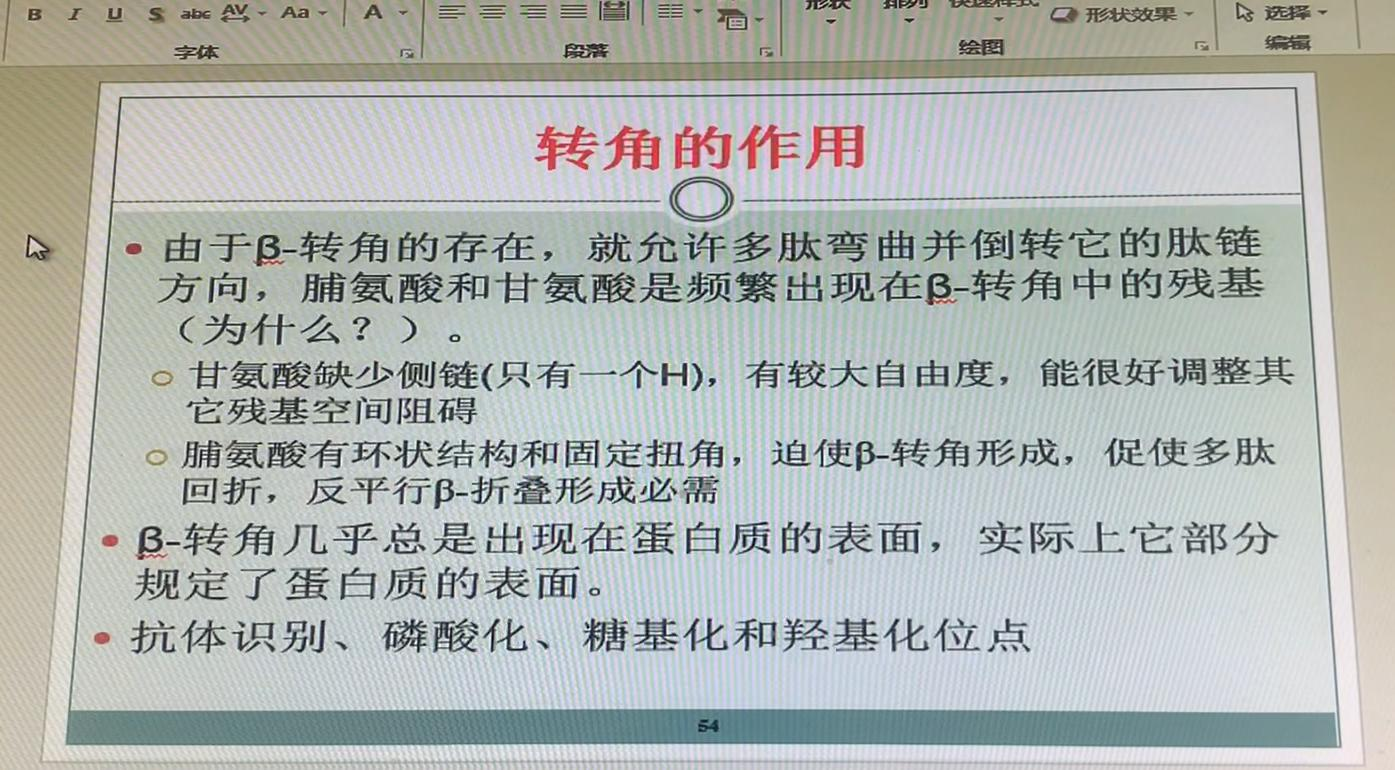 B I U S abc AV Aa A
形状 排列 快速样式 形状效果 选择
字体 段落 绘图 编辑
转角的作用
由于β-转角的存在，就允许多肽弯曲并倒转它的肽链
方向，脯氨酸和甘氨酸是频繁出现在β-转角中的残基
（为什么？）。
甘氨酸缺少侧链(只有一个H)，有较大自由度，能很好调整其
它残基空间阻碍
脯氨酸有环状结构和固定扭角，迫使β-转角形成，促使多肽
回折，反平行β-折叠形成必需
β-转角几乎总是出现在蛋白质的表面，实际上它部分
规定了蛋白质的表面。
抗体识别、磷酸化、糖基化和羟基化位点
54